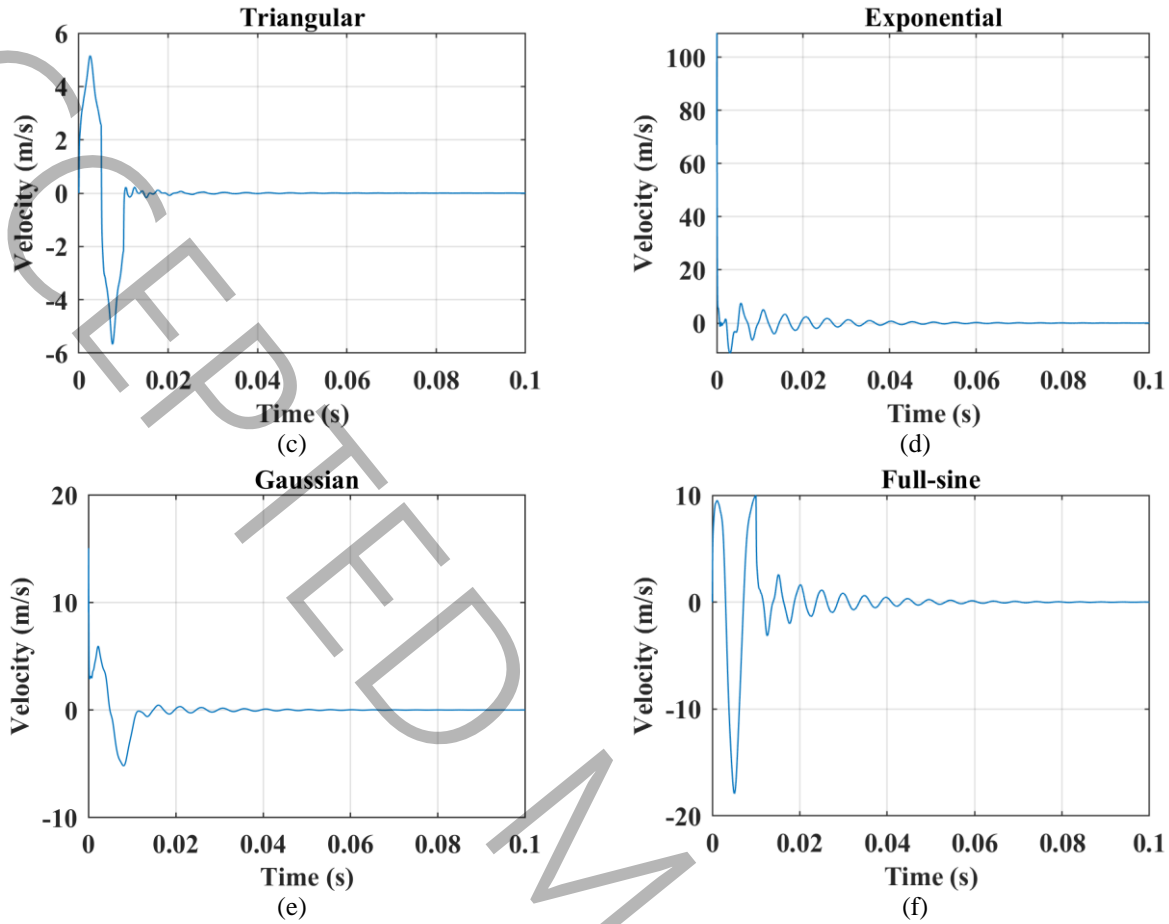 Triangular
Velocity (m/s)
6
4
2
0
-2
-4
-6
0 0.02 0.04 0.06 0.08 0.1
Time (s)
(c)
Exponential
Velocity (m/s)
100
80
60
40
20
0
0 0.02 0.04 0.06 0.08 0.1
Time (s)
(d)
Gaussian
Velocity (m/s)
20
10
0
-10
0 0.02 0.04 0.06 0.08 0.1
Time (s)
(e)
Full-sine
Velocity (m/s)
10
0
-10
-20
0 0.02 0.04 0.06 0.08 0.1
Time (s)
(f)
CCEPTED M